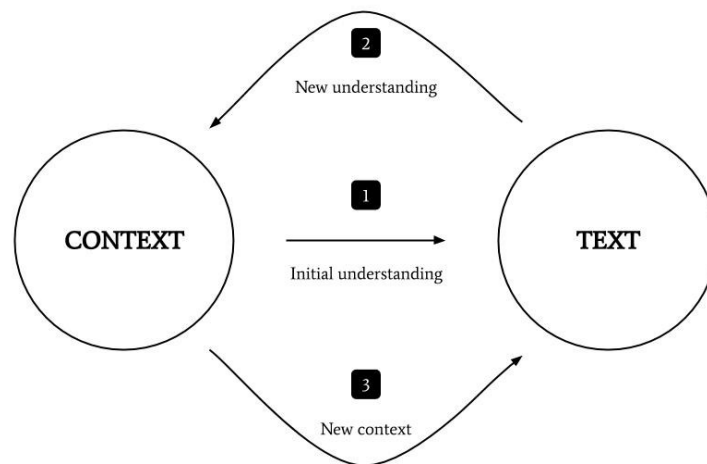 2
New understanding
1
CONTEXT
TEXT
Initial understanding
3
New context